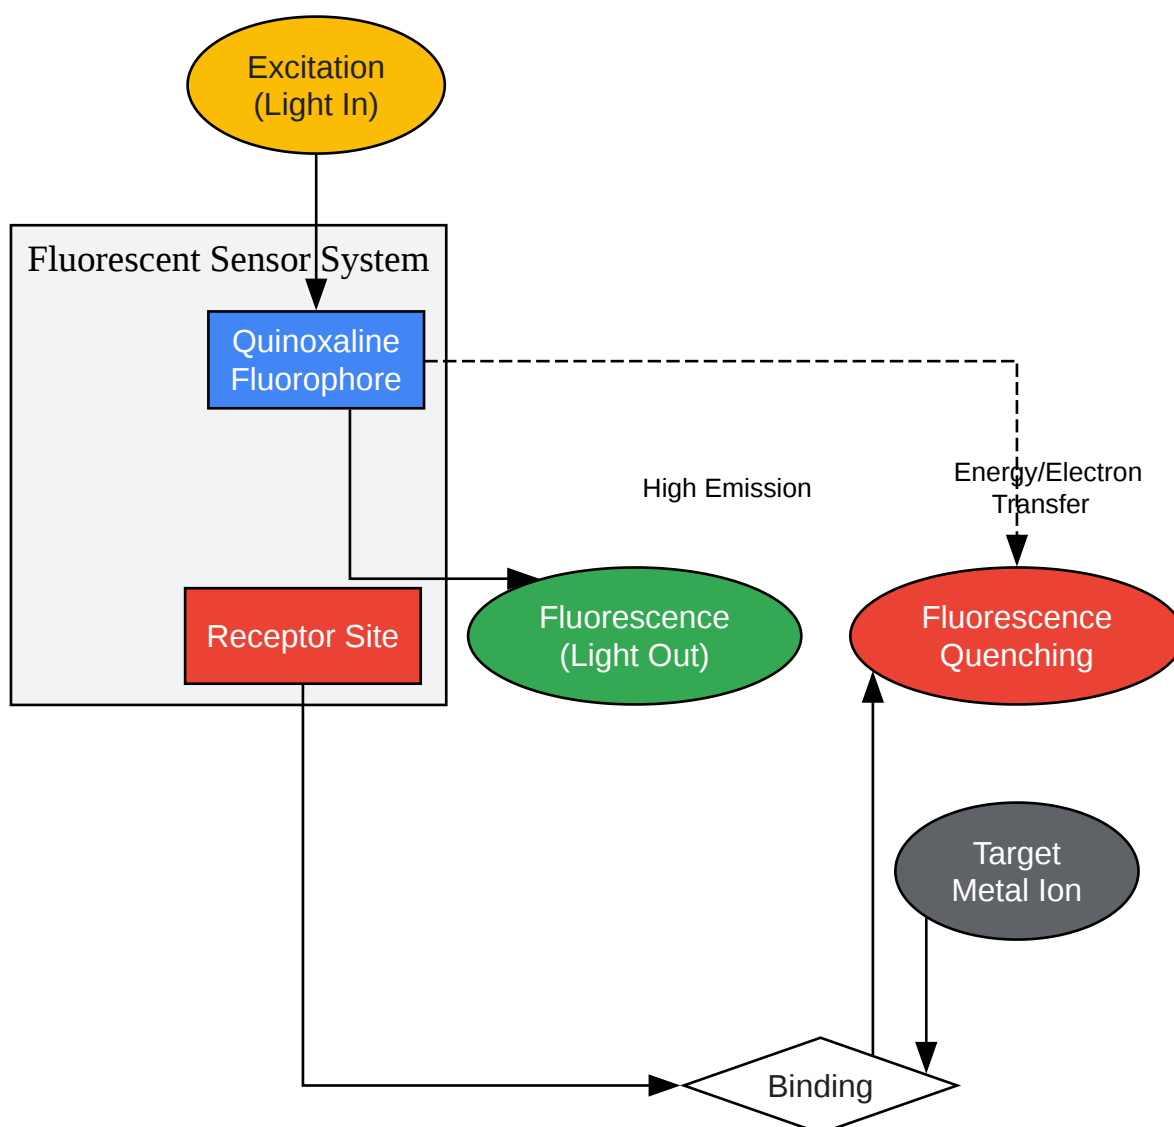 Excitation
(Light In)
Fluorescent Sensor System
Quinoxaline
Fluorophore
High Emission
Energy/Electron
Transfer
Receptor Site
Fluorescence
(Light Out)
Fluorescence
Quenching
Target
Metal Ion
Binding